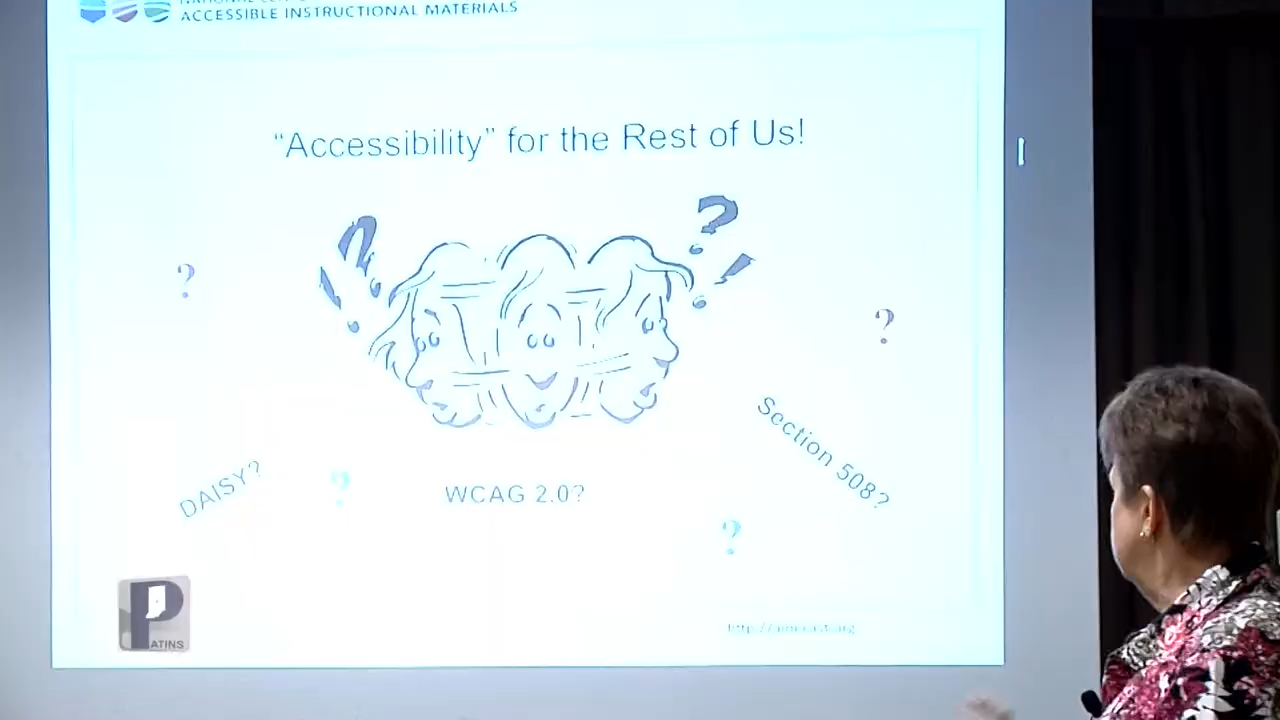 ACCESSIBLE INSTRUCTIONAL MATERIALS
“Accessibility” for the Rest of Us!
? ! ? !
?
?
Section 508?
DAISY?
?
WCAG 2.0?
?
PATINS